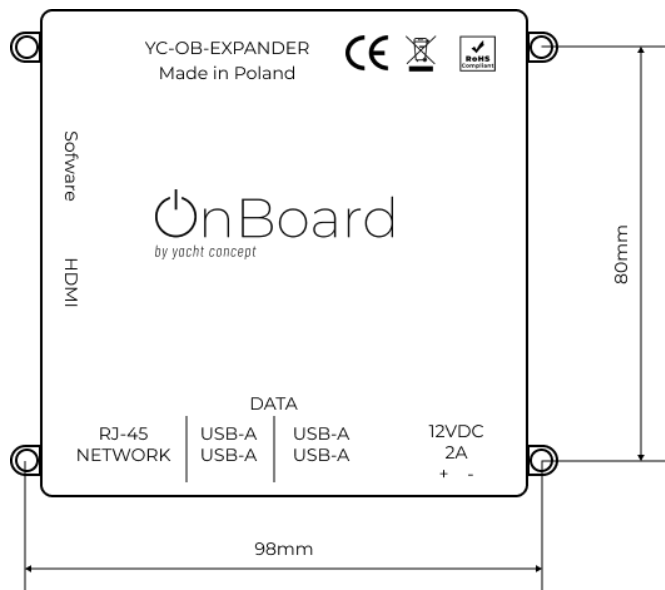 YC-OB-EXPANDER
Made in Poland
CE
RoHS
Compliant
Sofware
HDMI
OnBoard
by yacht concept
80mm
DATA
RJ-45
NETWORK
USB-A
USB-A
USB-A
USB-A
12VDC
2A
+ -
98mm